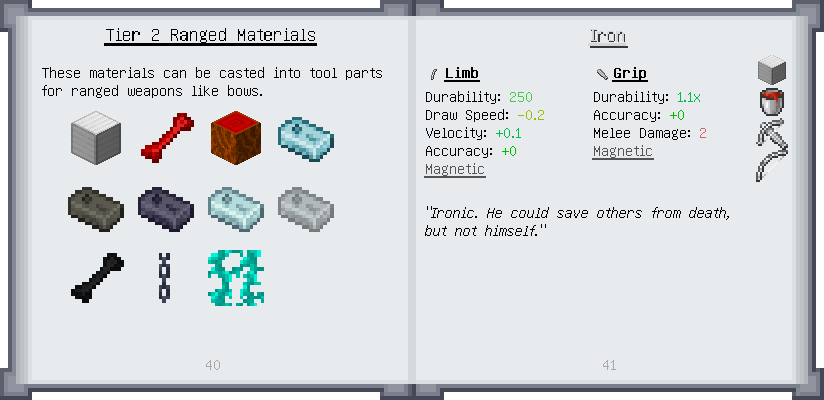 Tier 2 Ranged Materials
These materials can be casted into tool parts
for ranged weapons like bows.
40
Iron
Limb
Durability: 250
Draw Speed: -0.2
Velocity: +0.1
Accuracy: +0
Magnetic
Grip
Durability: 1.1x
Accuracy: +0
Melee Damage: 2
Magnetic
"Ironic. He could save others from death,
but not himself."
41